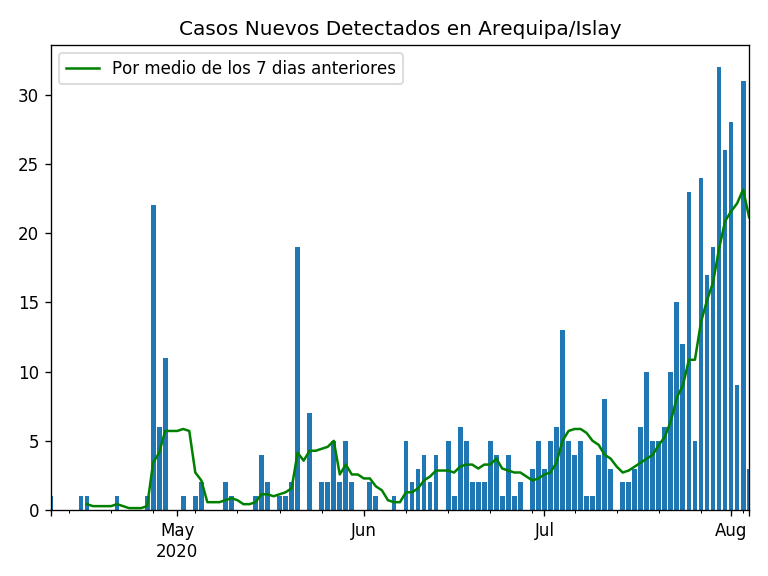 Casos Nuevos Detectados en Arequipa/Islay
Por medio de los 7 dias anteriores
30
25
20
15
10
5
0
May
2020
Jun
Jul
Aug